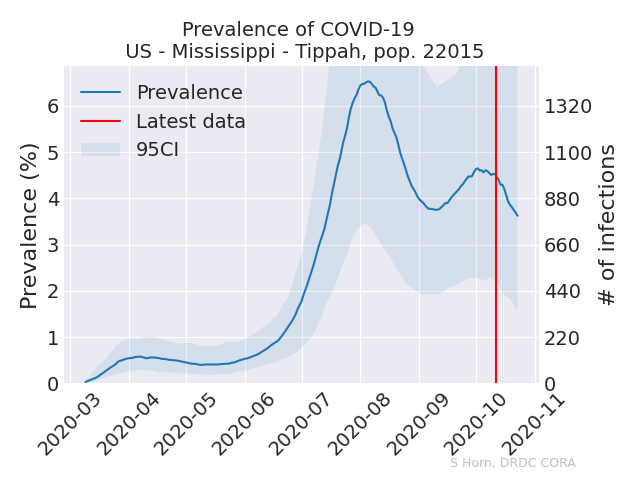 Prevalence of COVID-19
US - Mississippi - Tippah, pop. 22015
Prevalence
Latest data
95CI
Prevalence (%)
6
5
4
3
2
1
0
1320
1100
880
660
440
220
0
# of infections
2020-03
2020-04
2020-05
2020-06
2020-07
2020-08
2020-09
2020-10
2020-11
S Horn, DRDC CORA